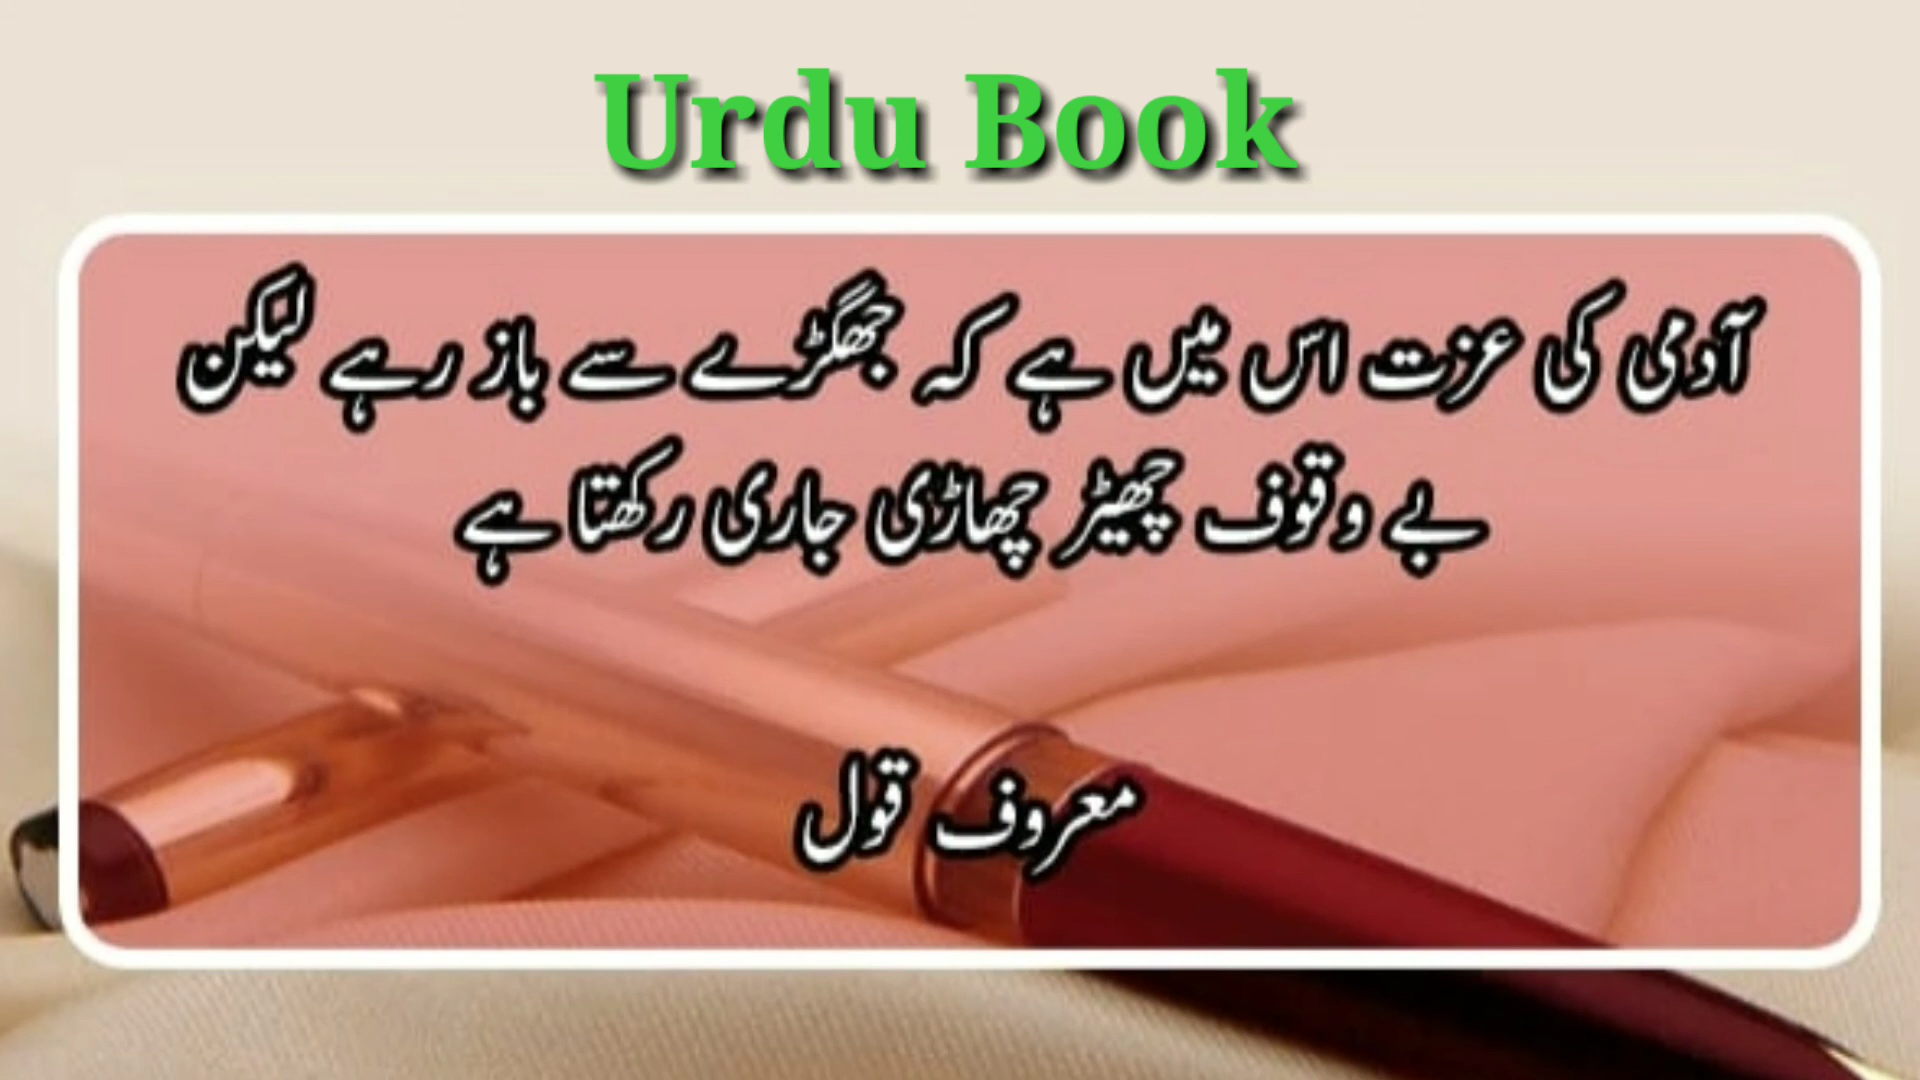 Urdu Book
آدمی کی عزت اس میں ہے کہ جھگڑے سے باز رہے لیکن
بے وقوف چھیڑ چھاڑی جاری رکھتا ہے
معروف قول